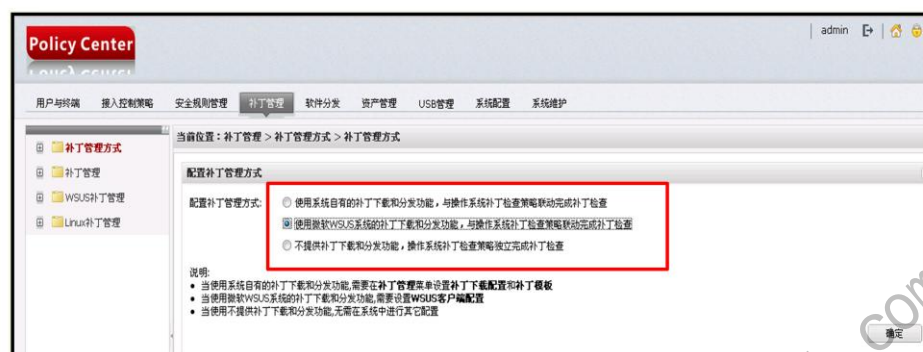 Policy Center
admin
用户与终端 接入控制策略 安全规则管理 补丁管理 软件分发 资产管理 USB管理 系统配置 系统维护
当前位置：补丁管理 > 补丁管理方式 > 补丁管理方式
补丁管理方式
补丁管理
WSUS补丁管理
Linux补丁管理
配置补丁管理方式
配置补丁管理方式:
使用系统自有的补丁下载和分发功能，与操作系统补丁检查策略联动完成补丁检查
使用微软WSUS系统的补丁下载和分发功能，与操作系统补丁检查策略联动完成补丁检查
不提供补丁下载和分发功能，操作系统补丁检查策略独立完成补丁检查
说明:
当使用系统自有的补丁下载和分发功能,需要在补丁管理菜单设置补丁下载配置和补丁模板
当使用微软WSUS系统的补丁下载和分发功能,需要设置WSUS客户端配置
当使用不提供补丁下载和分发功能,无需在系统中进行其它配置
确定